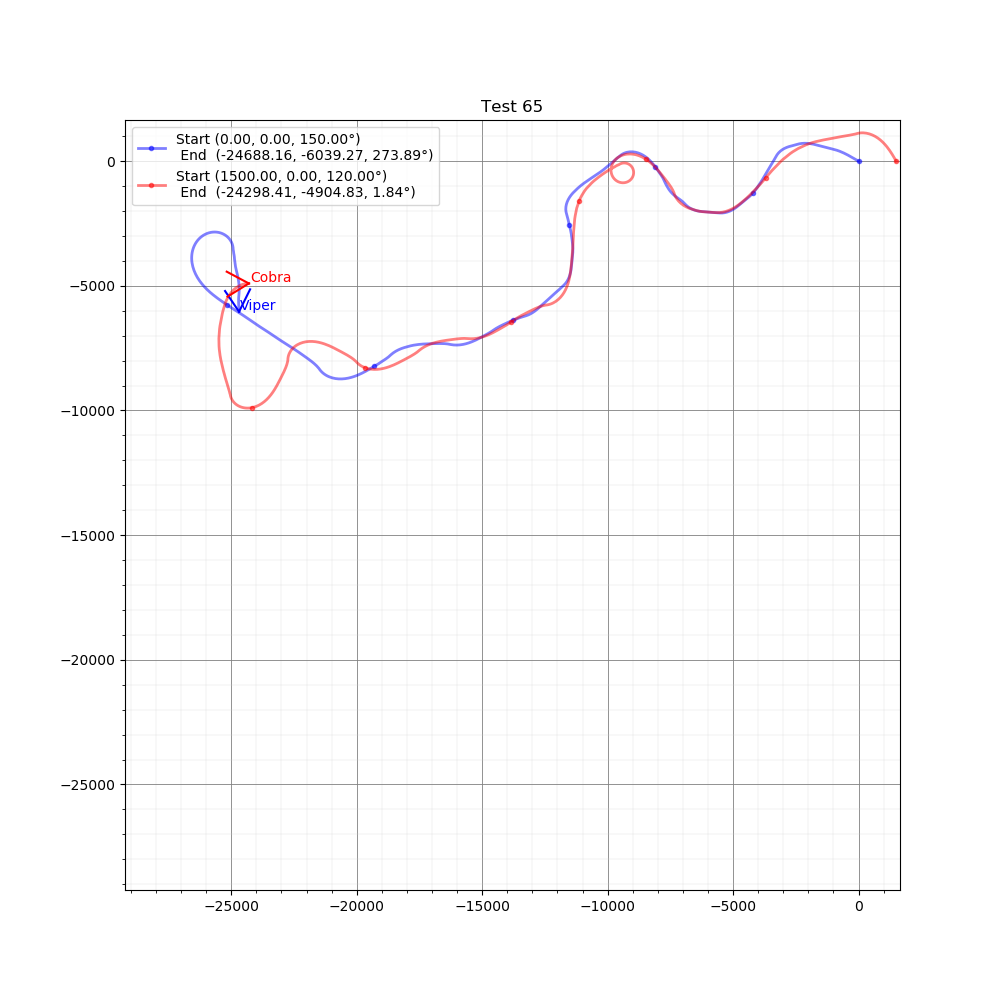 Test 65
Start (0.00, 0.00, 150.00°)
End (-24688.16, -6039.27, 273.89°)
Start (1500.00, 0.00, 120.00°)
End (-24298.41, -4904.83, 1.84°)
0
−5000
−10000
−15000
−20000
−25000
Cobra
Viper
−25000 −20000 −15000 −10000 −5000 0